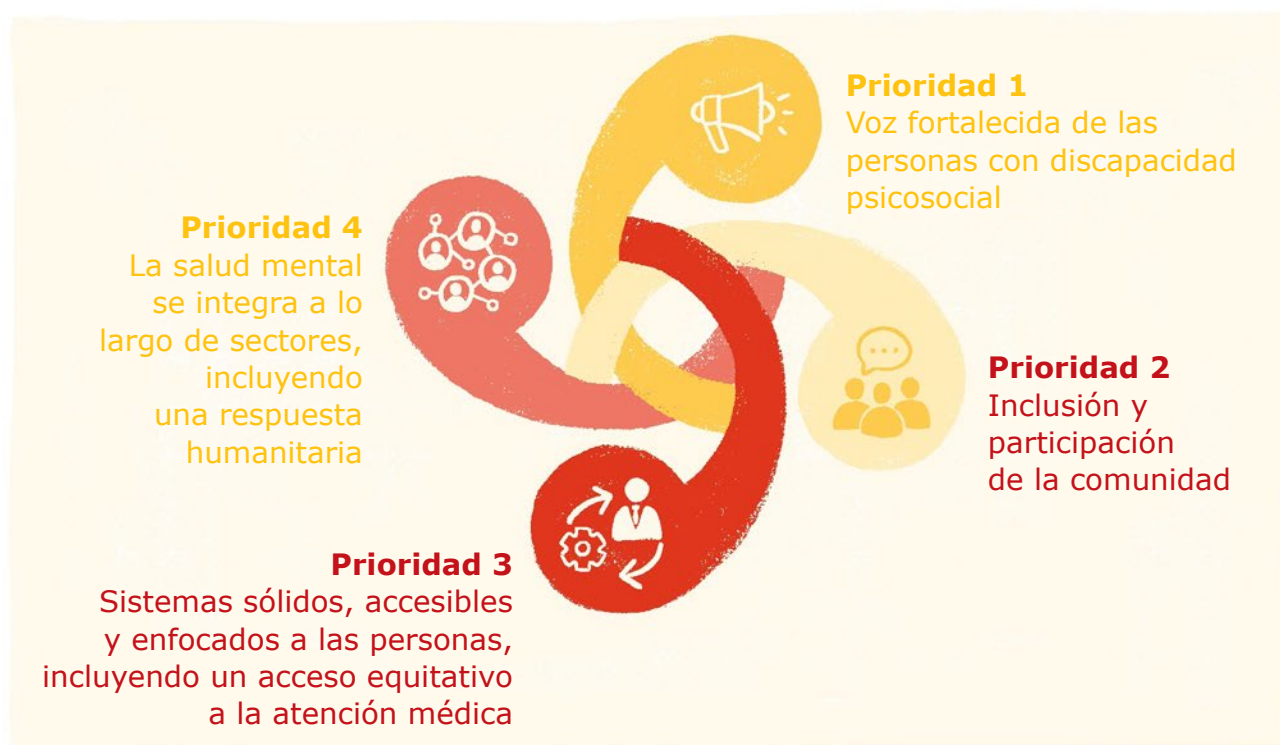 Prioridad 1
Voz fortalecida de las
personas con discapacidad
psicosocial
Prioridad 2
Inclusión y
participación
de la comunidad
Prioridad 3
Sistemas sólidos, accesibles
y enfocados a las personas,
incluyendo un acceso equitativo
a la atención médica
Prioridad 4
La salud mental
se integra a lo
largo de sectores,
incluyendo
una respuesta
humanitaria